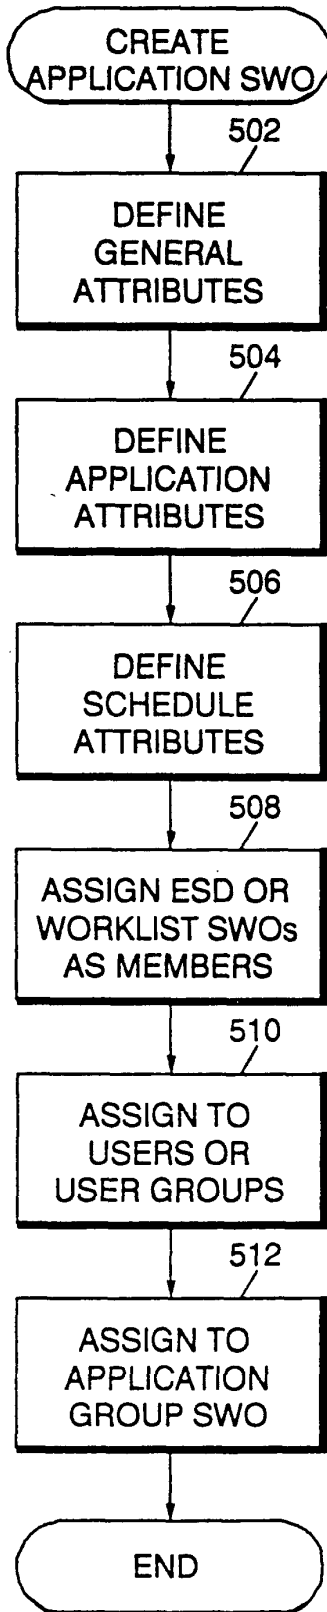 CREATE
APPLICATION SWO
502
DEFINE
GENERAL
ATTRIBUTES
504
DEFINE
APPLICATION
ATTRIBUTES
506
DEFINE
SCHEDULE
ATTRIBUTES
508
ASSIGN ESD OR
WORKLIST SWOs
AS MEMBERS
510
ASSIGN TO
USERS OR
USER GROUPS
512
ASSIGN TO
APPLICATION
GROUP SWO
END